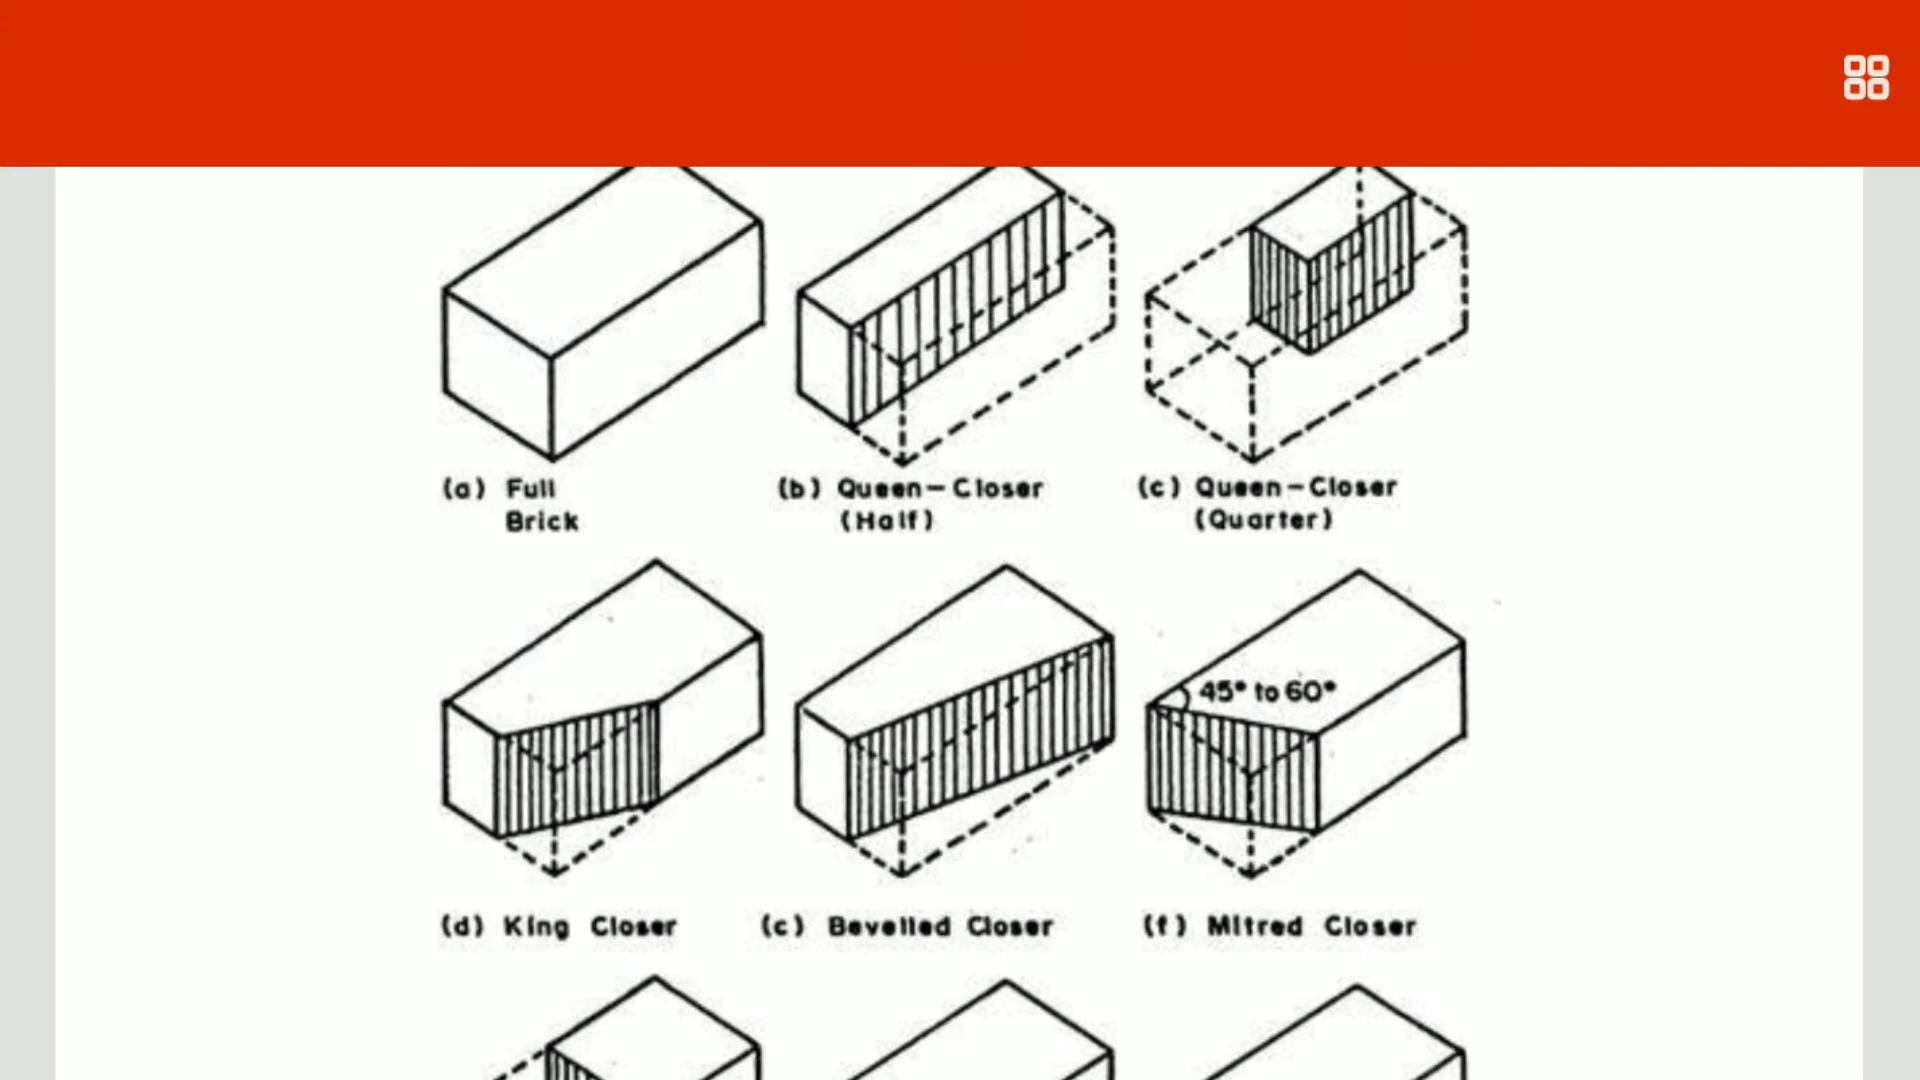 (a) Full
Brick
(b) Queen-Closer
(Half)
(c) Queen-Closer
(Quarter)
45° to 60°
(d) King Closer
(c) Bevelled Closer
(f) Mitred Closer